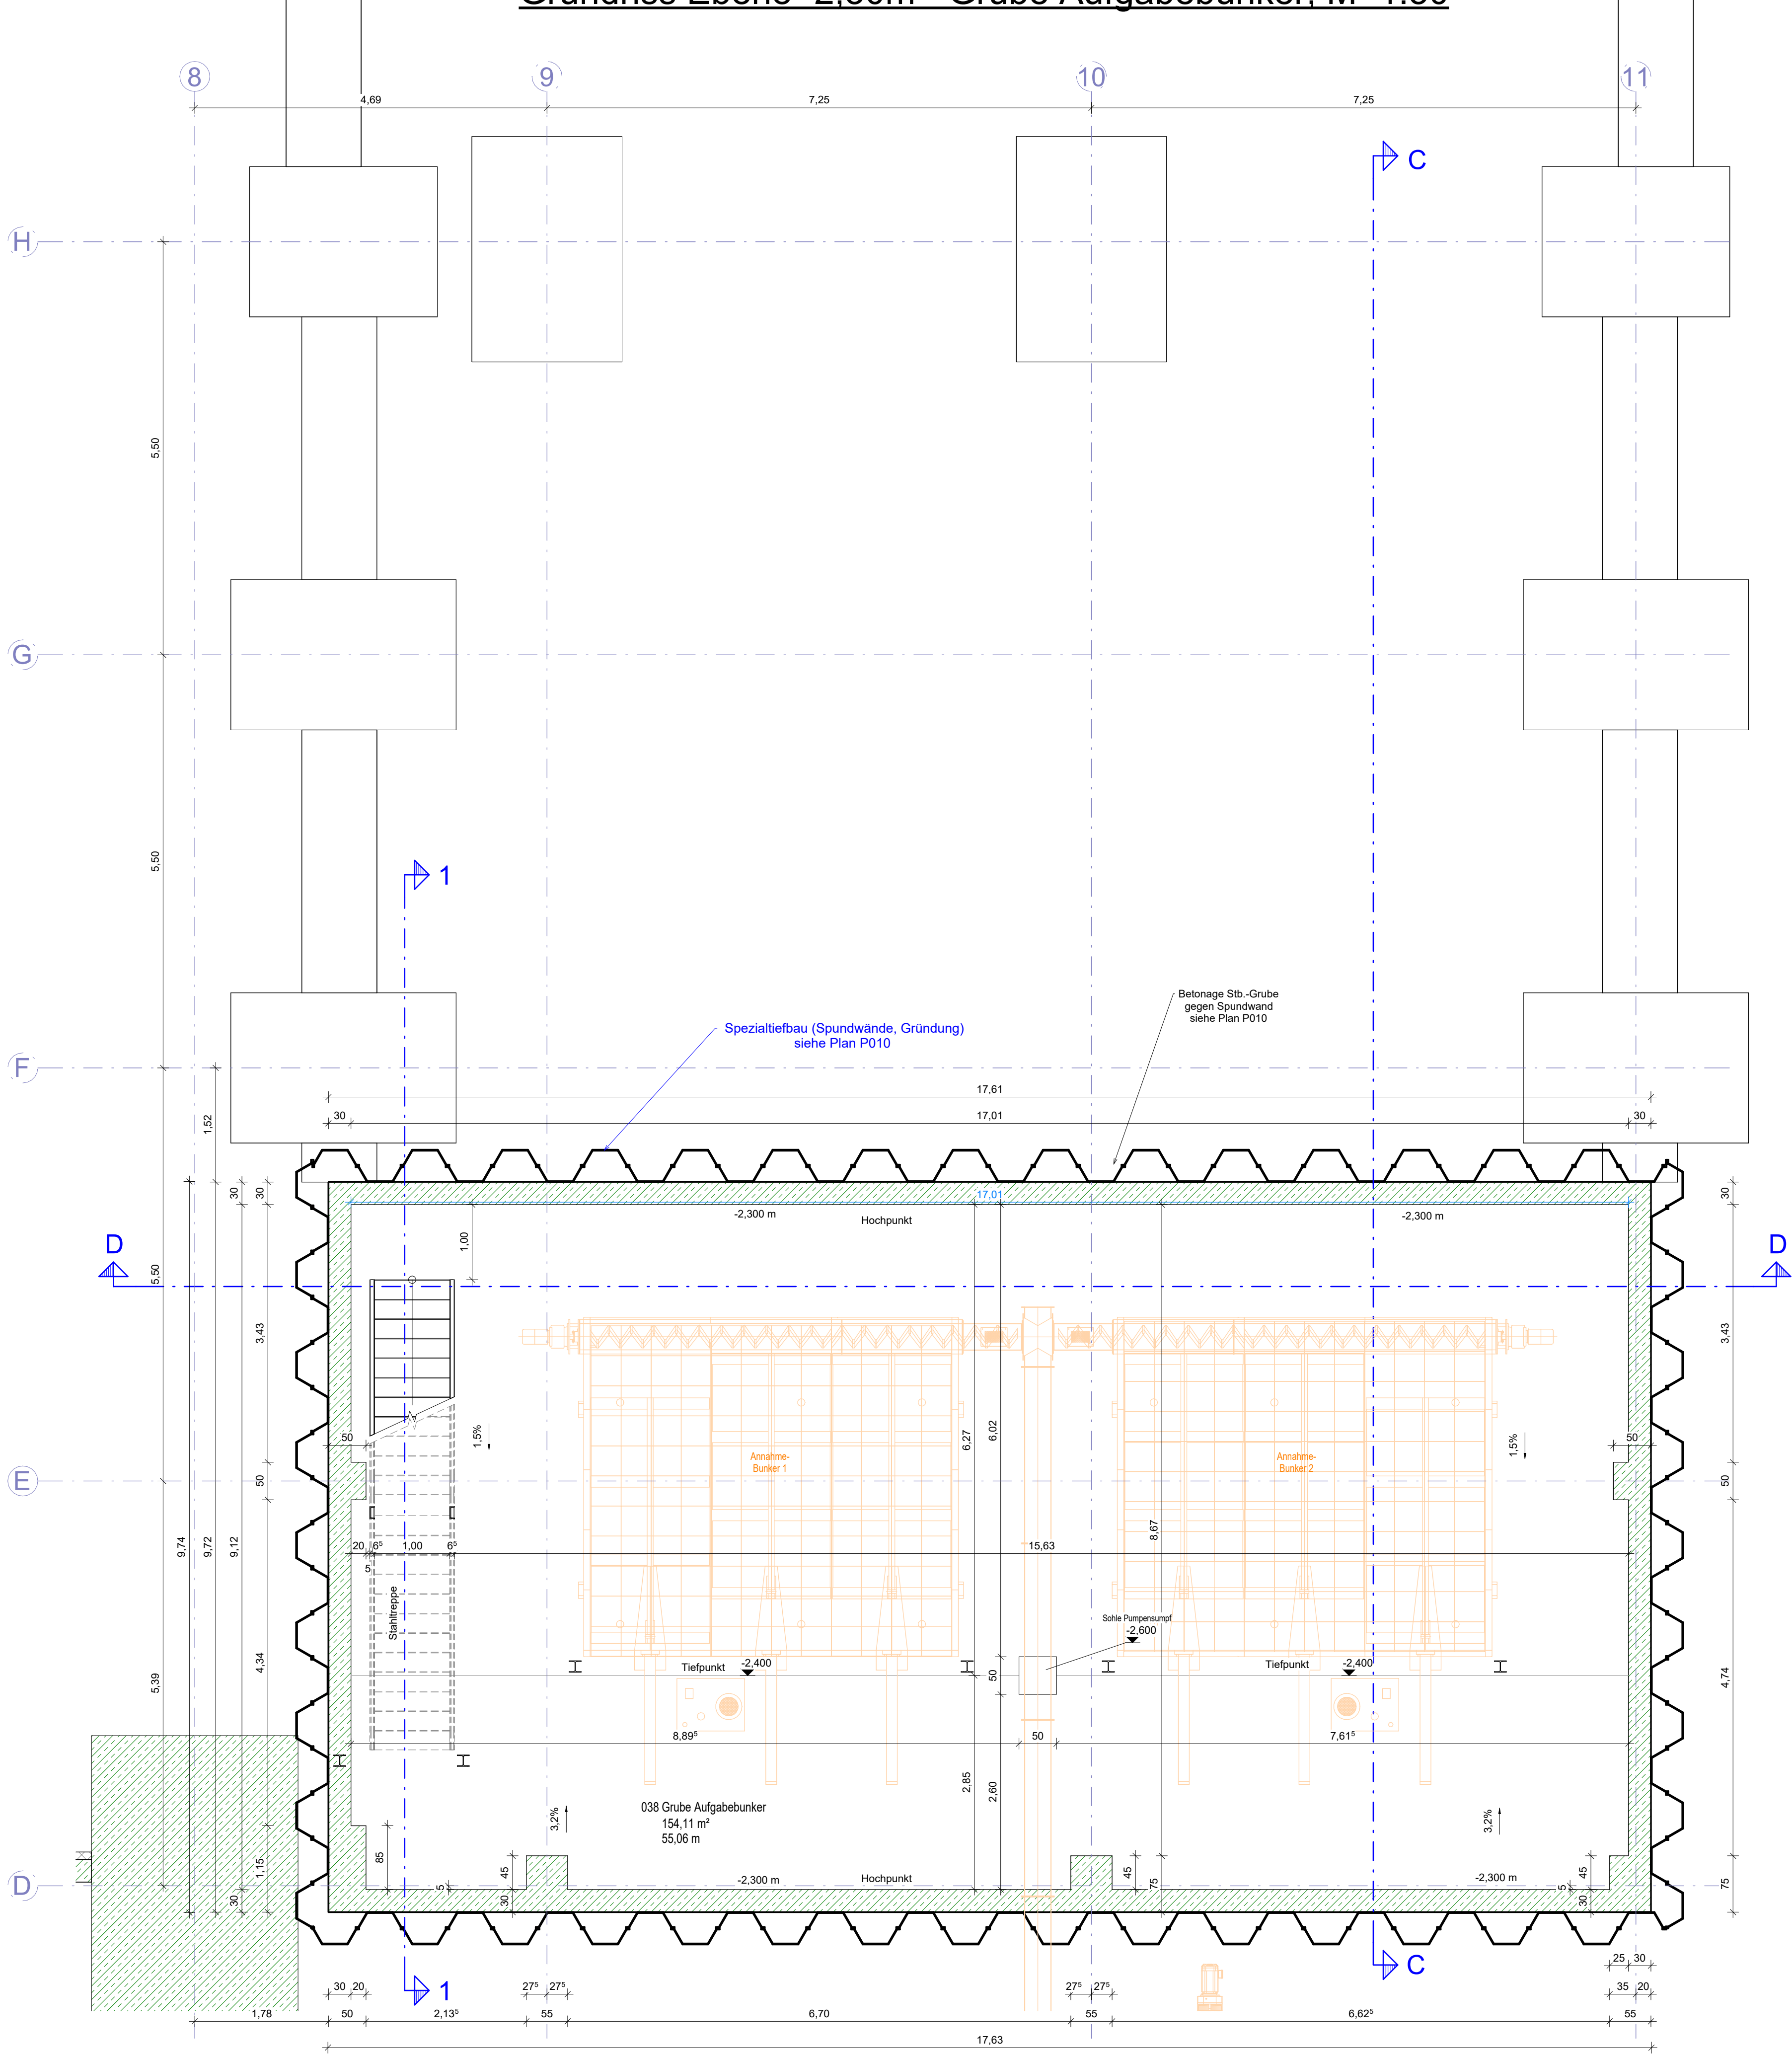 8
9
10
11
4,69
7,25
7,25
C
H
5,50
G
5,50
1
Betonage Stb.-Grube
gegen Spundwand
siehe Plan P010
Spezialtiefbau (Spundwände, Gründung)
siehe Plan P010
F
17,61
30
17,01
30
1,52
30
30
17,01
30
-2,300 m
Hochpunkt
-2,300 m
1,00
D
D
5,50
3,43
3,43
1,5%
6,27
6,02
1,5%
50
50
Annahme-
Bunker 1
Annahme-
Bunker 2
E
50
50
9,74
9,72
9,12
8,67
20
6⁵
1,00
6⁵
15,63
5
Stahltreppe
Sohle Pumpensumpf
-2,600
4,34
Tiefpunkt
-2,400
50
Tiefpunkt
-2,400
4,74
5,39
8,89⁵
50
7,61⁵
2,85
2,60
038 Grube Aufgabebunker
154,11 m²
55,06 m
3,2%
3,2%
85
1,15
45
45
45
D
5
-2,300 m
Hochpunkt
75
-2,300 m
5
75
30
30
30
25
30
30
20
1
27⁵
27⁵
27⁵
27⁵
C
35
20
1,78
50
2,13⁵
55
6,70
55
6,62⁵
55
17,63